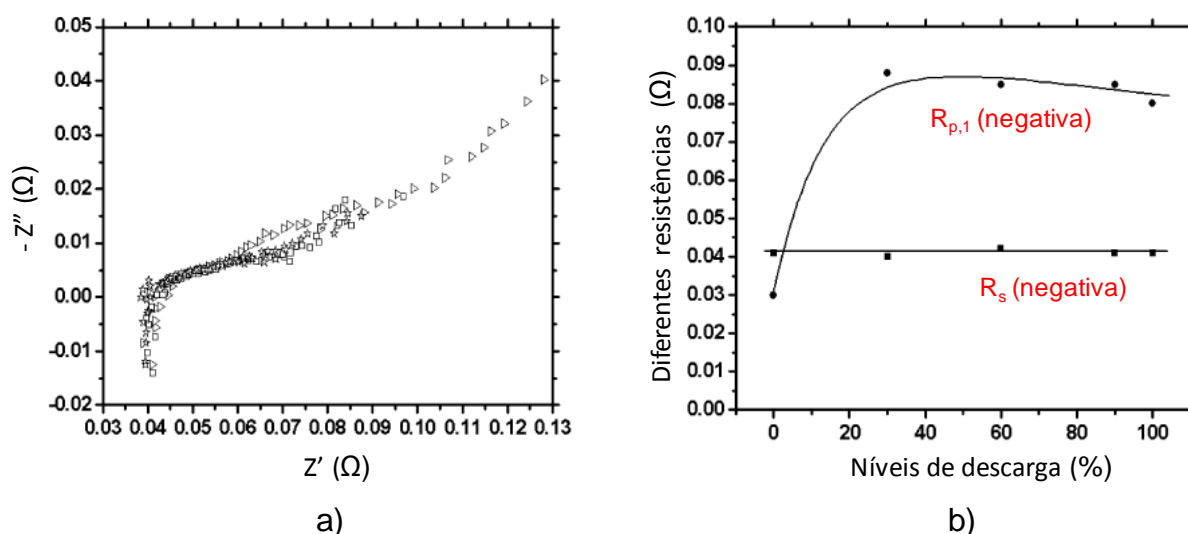 0.05
0.04
0.03
0.02
0.01
0.00
-0.01
-0.02
- Z″ (Ω)
0.03 0.04 0.05 0.06 0.07 0.08 0.09 0.10 0.11 0.12 0.13
Z’ (Ω)
a)
0.10
0.09
0.08
0.07
0.06
0.05
0.04
0.03
0.02
0.01
0.00
Diferentes resistências (Ω)
Rp,1 (negativa)
Rs (negativa)
0 20 40 60 80 100
Níveis de descarga (%)
b)